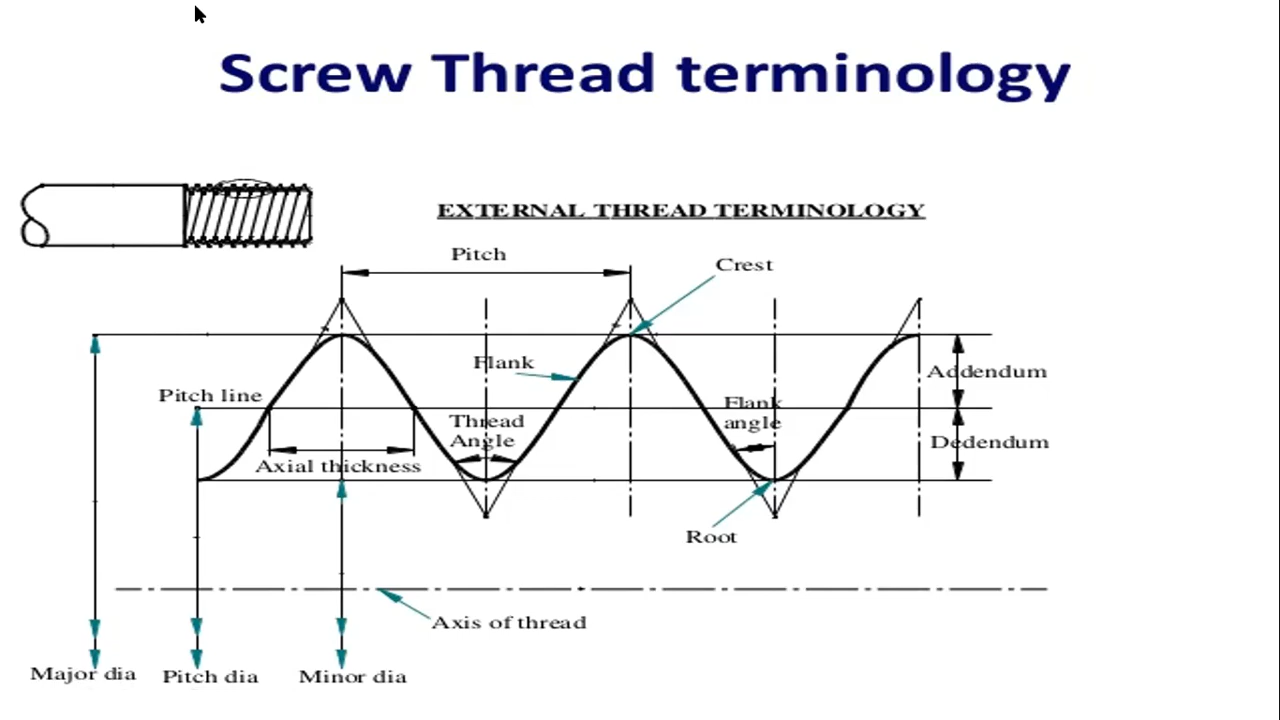 Screw Thread terminology
EXTERNAL THREAD TERMINOLOGY
Pitch
Crest
Flank
Addendum
Pitch line
Flank
angle
Thread
Angle
Dedendum
Axial thickness
Root
Axis of thread
Major dia
Pitch dia
Minor dia